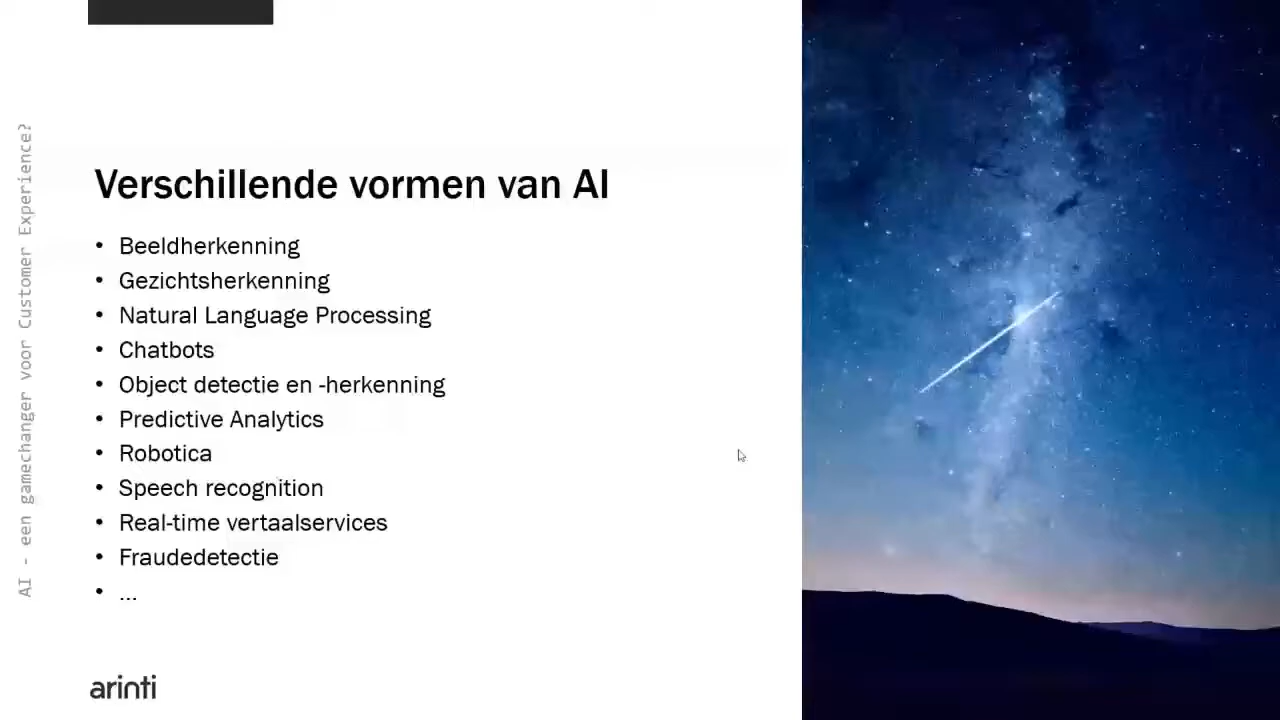 AI - een gamechanger voor Customer Experience?
Verschillende vormen van AI
• Beeldherkenning
• Gezichtsherkenning
• Natural Language Processing
• Chatbots
• Object detectie en -herkenning
• Predictive Analytics
• Robotica
• Speech recognition
• Real-time vertaalservices
• Fraudedetectie
• ...
arinti